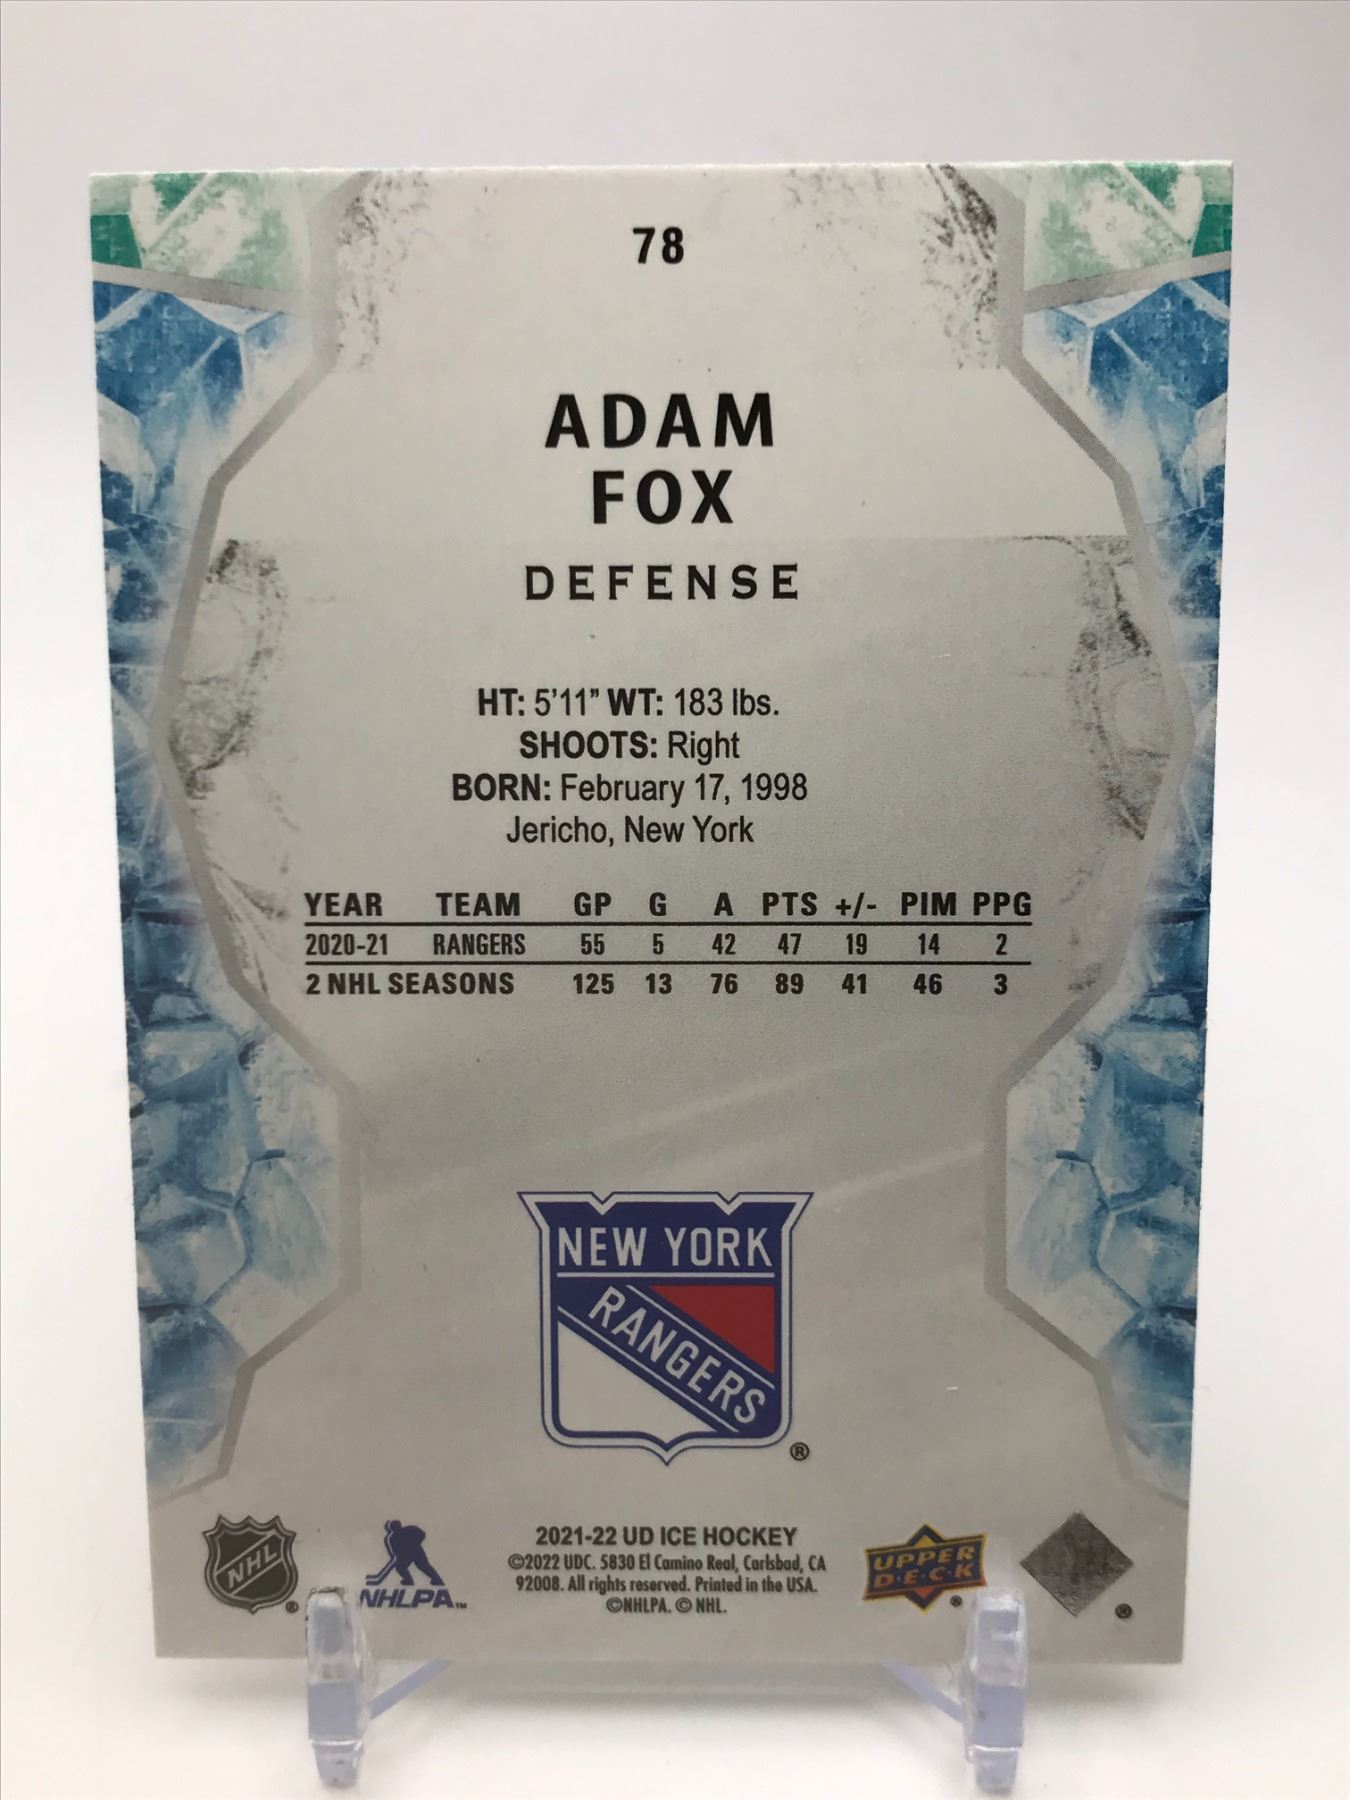 78
ADAM
FOX
DEFENSE
HT: 5'11" WT: 183 lbs.
SHOOTS: Right
BORN: February 17, 1998
Jericho, New York
YEAR TEAM GP G A PTS +/- PIM PPG
2020-21 RANGERS 55 5 42 47 19 14 2
2 NHL SEASONS 125 13 76 89 41 46 3
NEW YORK
RANGERS
®
NHL
®
NHLPA™
2021-22 UD ICE HOCKEY
©2022 UDC. 5830 El Camino Real, Carlsbad, CA
92008. All rights reserved. Printed in the USA.
©NHLPA. © NHL.
UPPER
D·E·C·K
®
®